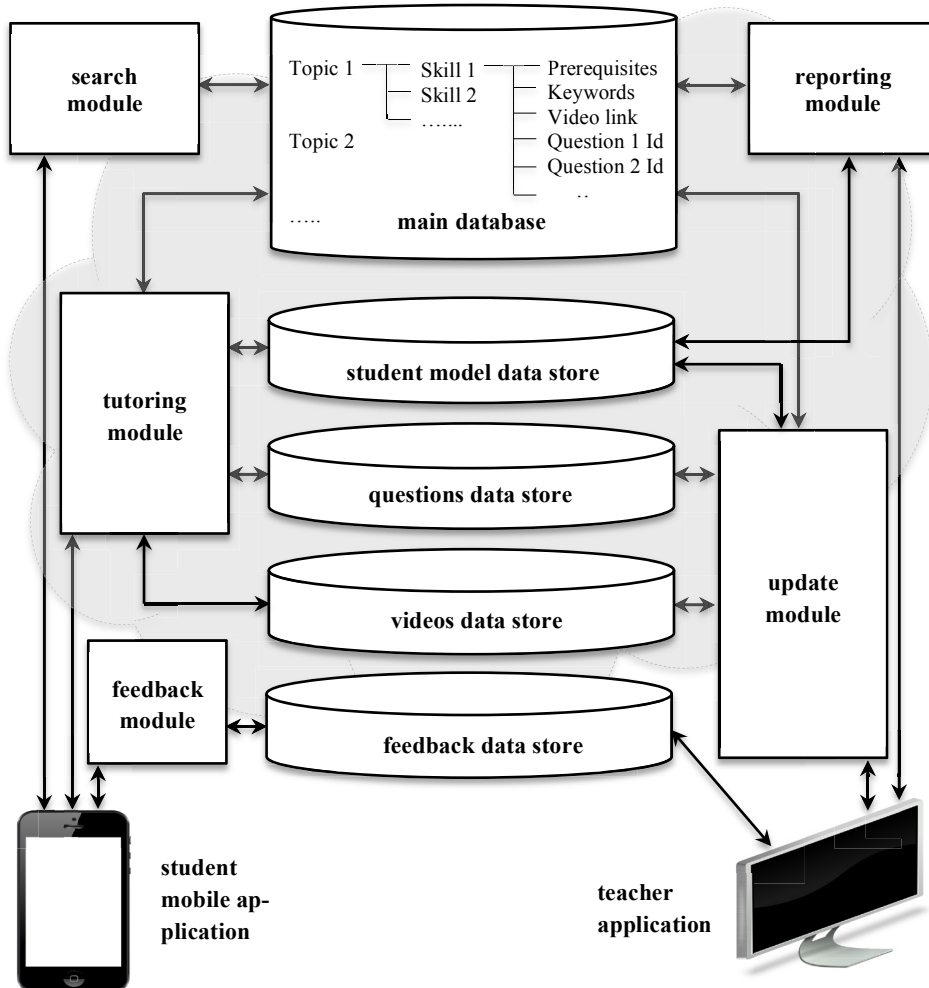 search
module
Topic 1
Skill 1
Skill 2
…....
Prerequisites
Keywords
Video link
Question 1 Id
Question 2 Id
..
Topic 2
…..
main database
reporting
module
tutoring
module
student model data store
questions data store
videos data store
update
module
feedback
module
feedback data store
student
mobile ap-
plication
teacher
application